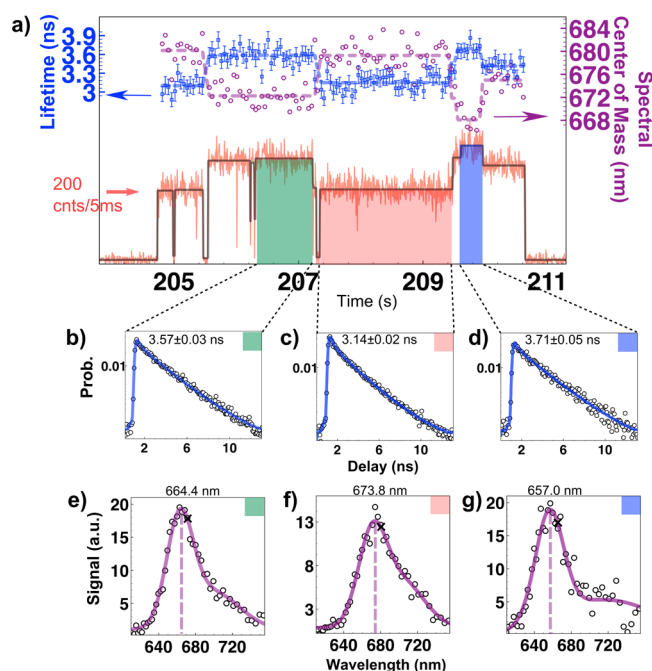 a)
Lifetime (ns)
3.9
3.6
3.3
3
684
680
676
672
668
Spectral
Center of Mass (nm)
200
cnts/5ms
205 207 209 211
Time (s)
b) 3.57±0.03 ns
c) 3.14±0.02 ns
d) 3.71±0.05 ns
Prob.
0.01 0.01 0.01
2 6 10 2 6 10 2 6 10
Delay (ns)
e) 664.4 nm
f) 673.8 nm
g) 657.0 nm
Signal (a.u.)
20
15
10
5
15
12
9
6
3
20
15
10
5
640 680 720 640 680 720 640 680 720
Wavelength (nm)